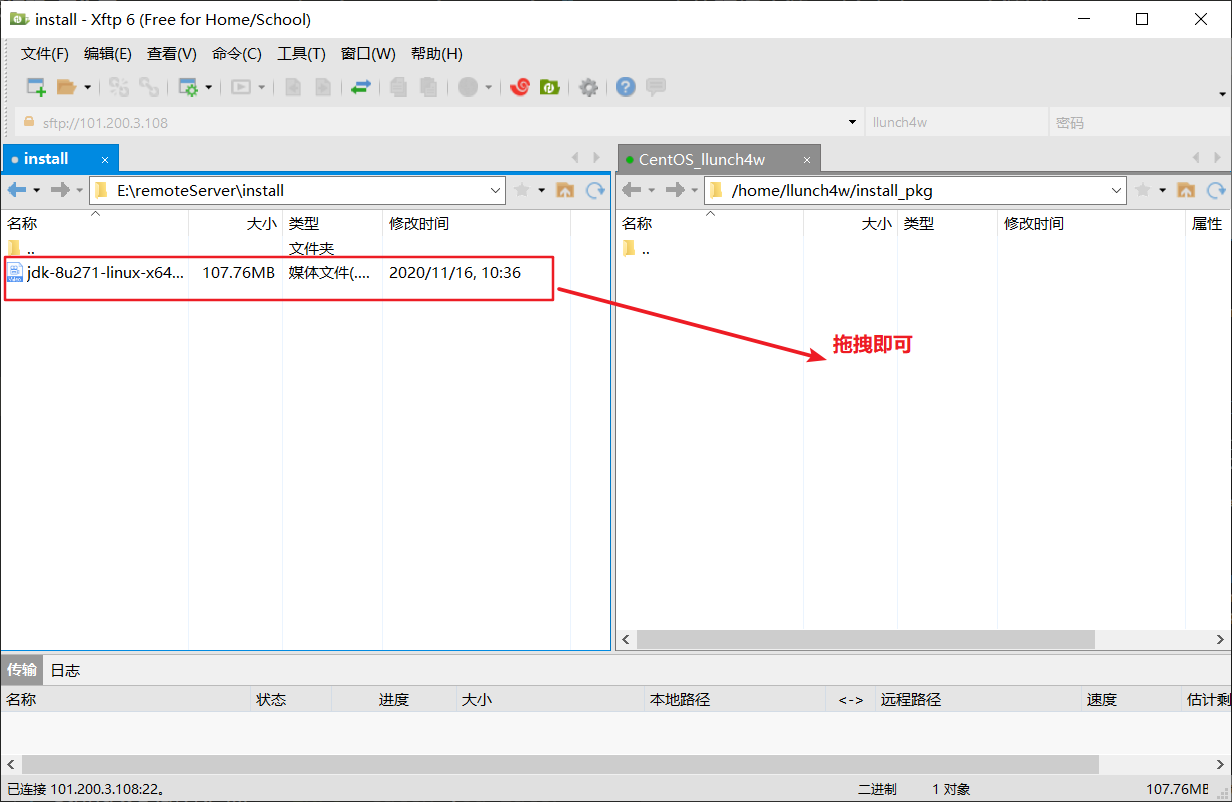 install - Xftp 6 (Free for Home/School)
文件(F) 编辑(E) 查看(V) 命令(C) 工具(T) 窗口(W) 帮助(H)
sftp://101.200.3.108 llunch4w 密码
install
CentOS_llunch4w
E:\remoteServer\install
/home/llunch4w/install_pkg
名称 大小 类型 修改时间
名称 大小 类型 修改时间 属性
.. 文件夹
..
jdk-8u271-linux-x64... 107.76MB 媒体文件(.... 2020/11/16, 10:36
拖拽即可
传输 日志
名称 状态 进度 大小 本地路径 <-> 远程路径 速度 估计剩
已连接 101.200.3.108:22。 二进制 1 对象 107.76MB